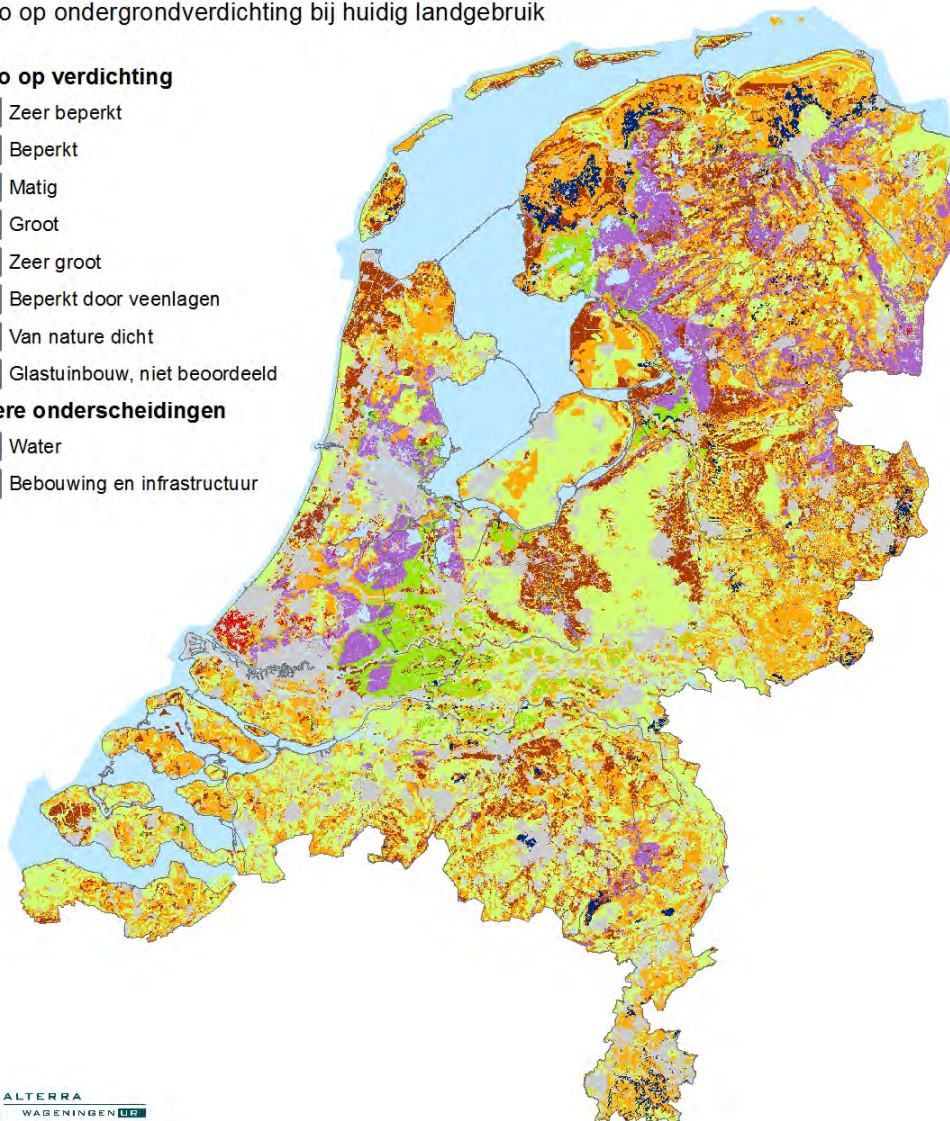 o op ondergrondverdichting bij huidig landgebruik
o op verdichting
Zeer beperkt
Beperkt
Matig
Groot
Zeer groot
Beperkt door veenlagen
Van nature dicht
Glastuinbouw, niet beoordeeld
ere onderscheidingen
Water
Bebouwing en infrastructuur
ALTERRA
WAGENINGEN UR